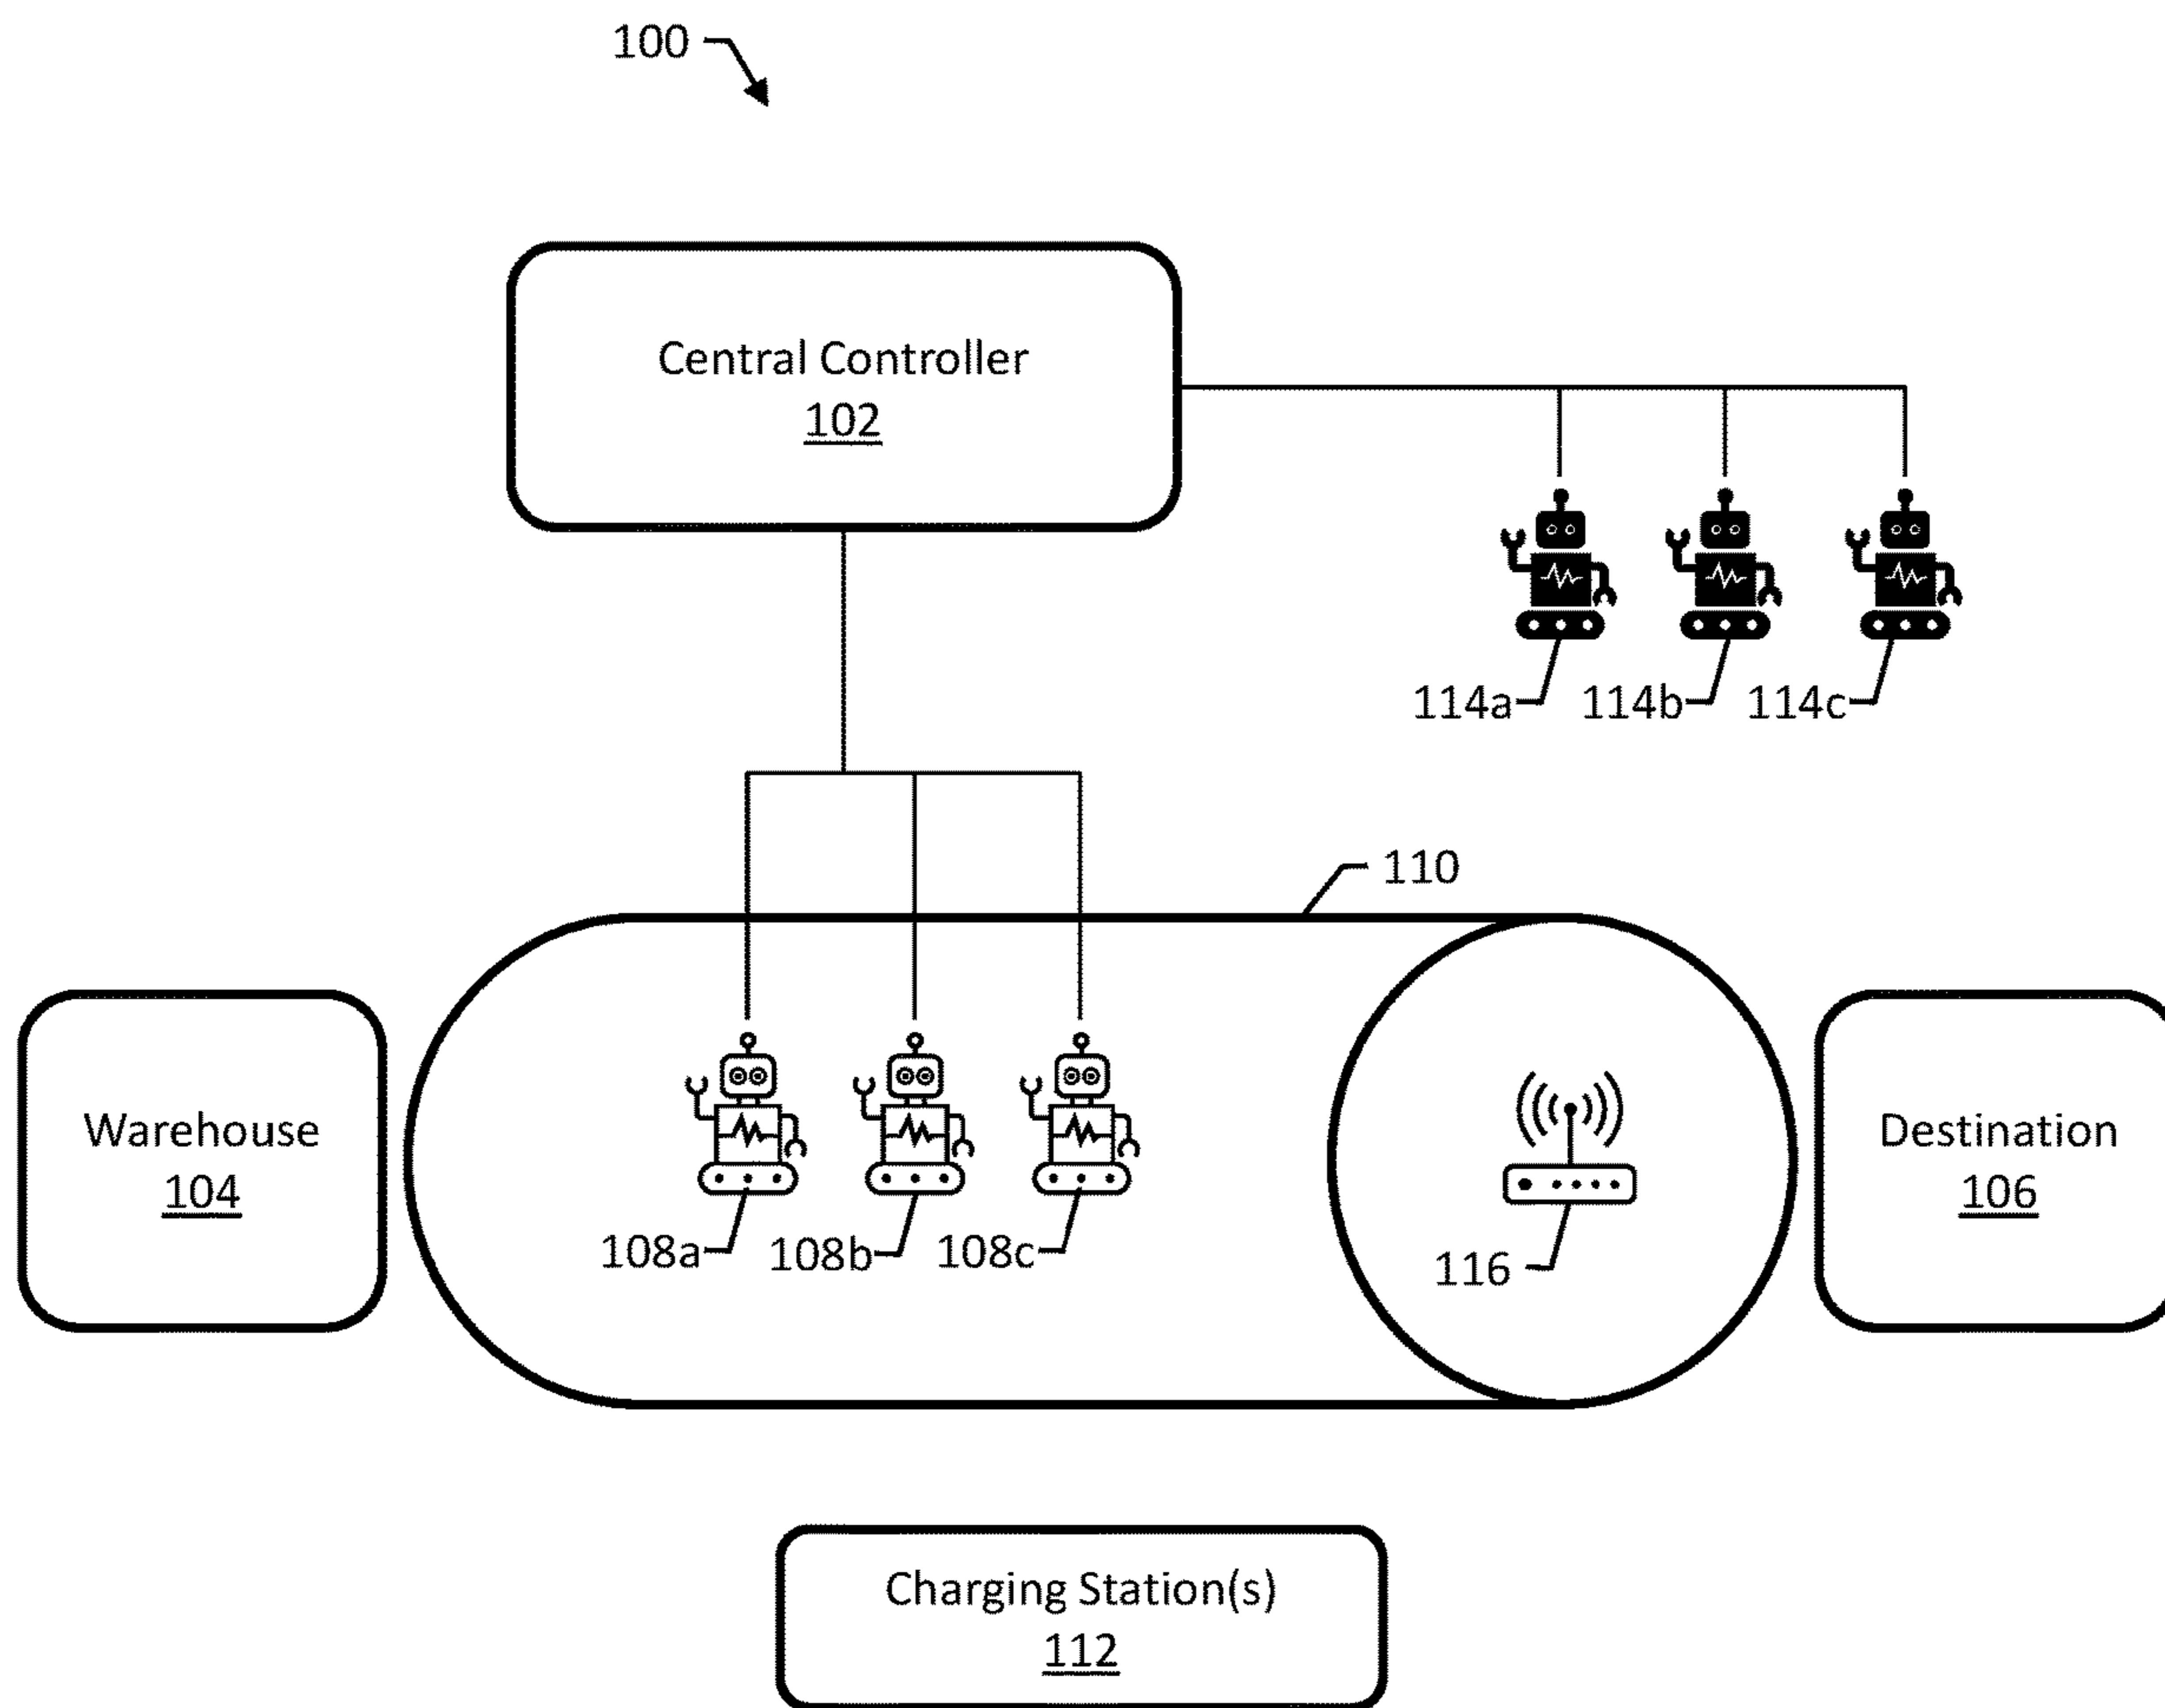 100
Central Controller
102
114a
114b
114c
110
Warehouse
104
108a
108b
108c
116
Destination
106
Charging Station(s)
112